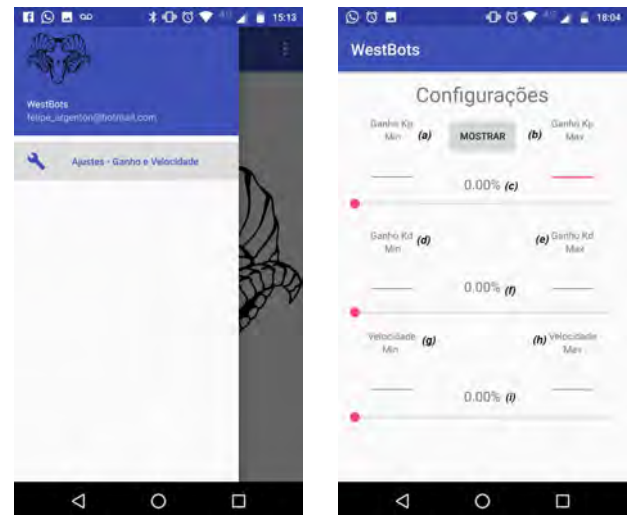 15:13
WestBots
felipe_argenton@hotmail.com
Ajustes - Ganho e Velocidade
18:04
WestBots
Configurações
Ganho Kp
Min
(a)
MOSTRAR
(b)
Ganho Kp
Max
0.00% (c)
Ganho Kd
Min
(d)
(e)
Ganho Kd
Max
0.00% (f)
Velocidade
Min
(g)
(h)
Velocidade
Max
0.00% (i)